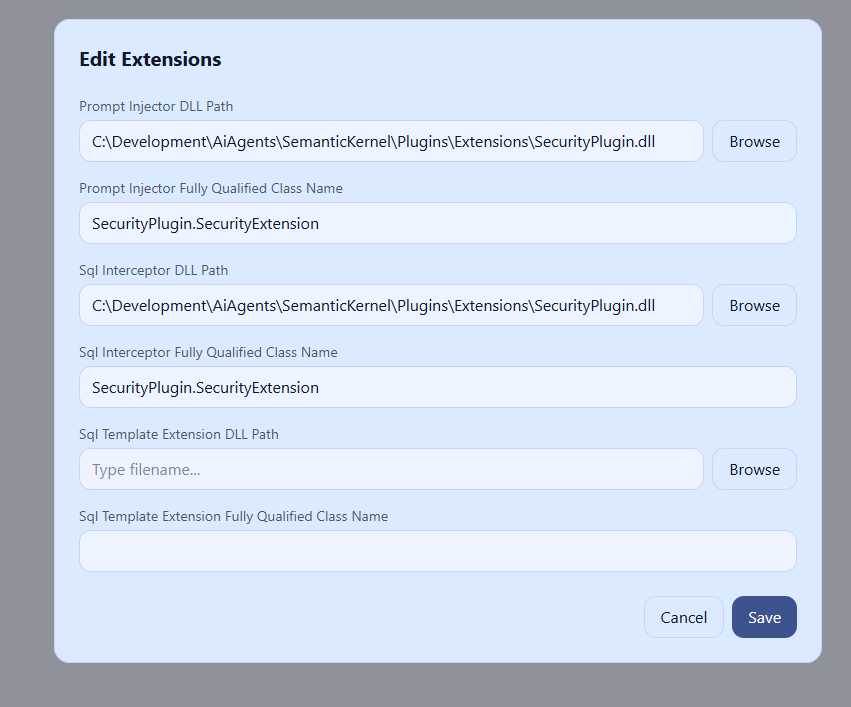 Edit Extensions
Prompt Injector DLL Path
C:\Development\AiAgents\SemanticKernel\Plugins\Extensions\SecurityPlugin.dll
Browse
Prompt Injector Fully Qualified Class Name
SecurityPlugin.SecurityExtension
Sql Interceptor DLL Path
C:\Development\AiAgents\SemanticKernel\Plugins\Extensions\SecurityPlugin.dll
Browse
Sql Interceptor Fully Qualified Class Name
SecurityPlugin.SecurityExtension
Sql Template Extension DLL Path
Type filename...
Browse
Sql Template Extension Fully Qualified Class Name
Cancel
Save